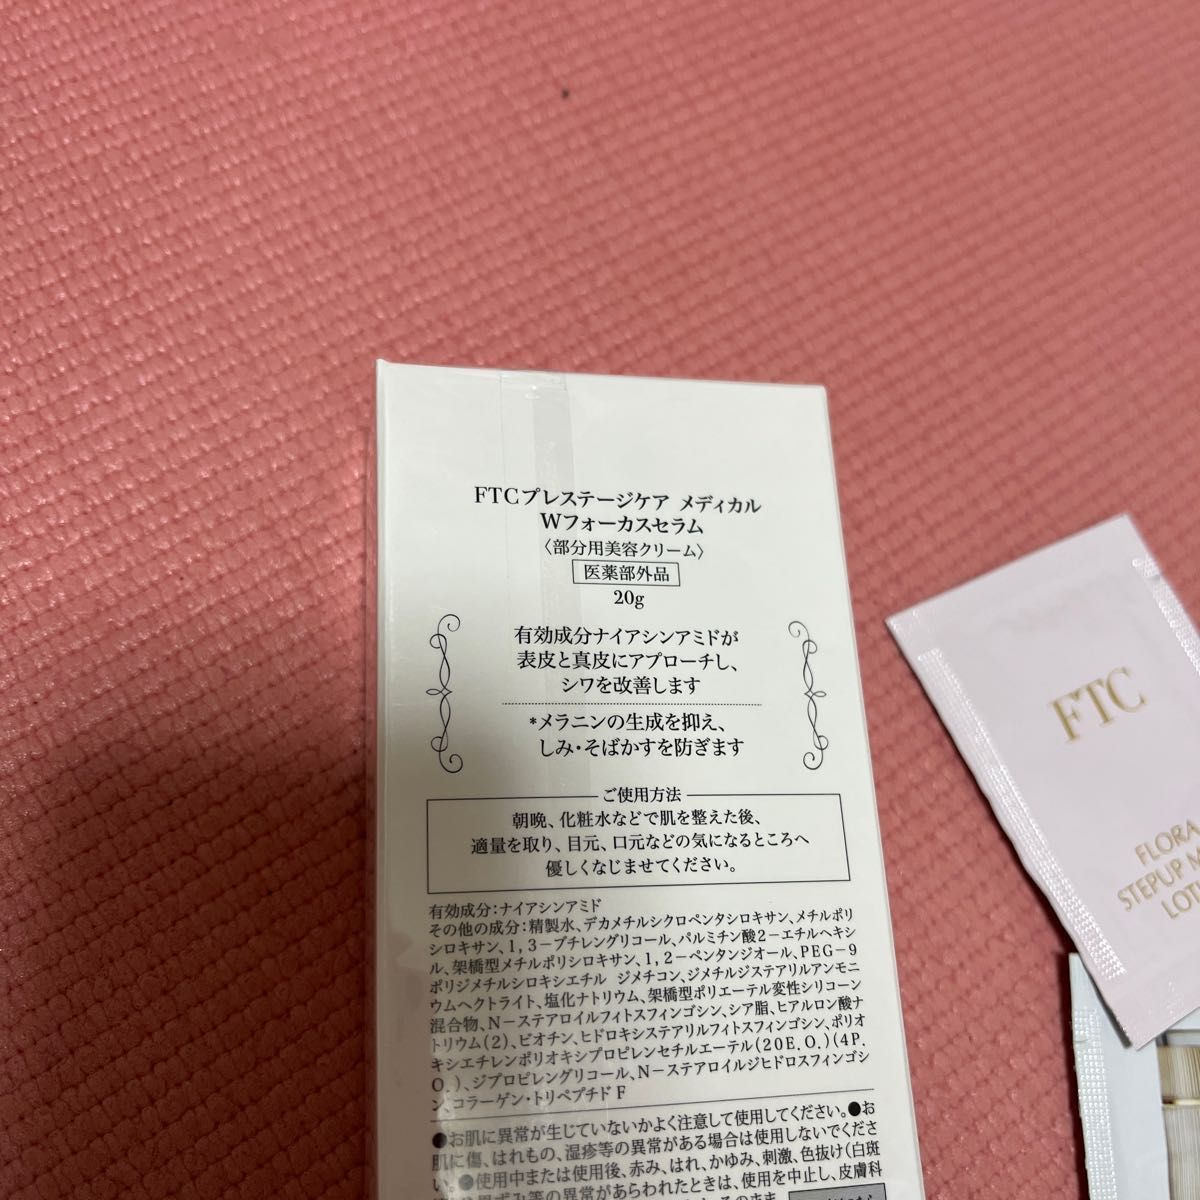 FTCプレステージケア メディカル
Wフォーカスセラム
〈部分用美容クリーム〉
医薬部外品
20g
有効成分ナイアシンアミドが
表皮と真皮にアプローチし、
シワを改善します
*メラニンの生成を抑え、
しみ・そばかすを防ぎます
ご使用方法
朝晩、化粧水などで肌を整えた後、
適量を取り、目元、口元などの気になるところへ
優しくなじませてください。
有効成分:ナイアシンアミド
その他の成分:精製水、デカメチルシクロペンタシロキサン、メチルポリ
シロキサン、1,3-ブチレングリコール、パルミチン酸2-エチルヘキシ
ル、架橋型メチルポリシロキサン、1,2-ペンタンジオール、PEG-9
ポリジメチルシロキシエチル ジメチコン、ジメチルジステアリルアンモニ
ウムヘクトライト、塩化ナトリウム、架橋型ポリエーテル変性シリコーン
混合物、N-ステアロイルフィトスフィンゴシン、シア脂、ヒアルロン酸ナ
トリウム(2)、ビオチン、ヒドロキシステアリルフィトスフィンゴシン、ポリオ
キシエチレンポリオキシプロピレンセチルエーテル(20E.O.)(4P.
O.)、ジプロピレングリコール、N-ステアロイルジヒドロスフィンゴシ
ン、コラーゲン・トリペプチド F
●お肌に異常が生じていないかよく注意して使用してください。●お
肌に傷、はれもの、湿疹等の異常がある場合は使用しないでくださ
い。●使用中または使用後、赤み、はれ、かゆみ、刺激、色抜け(白斑
等)や黒ずみ等の異常があらわれたときは、使用を中止し、皮膚科
FTC
FLORA
STEPUP M
LOT